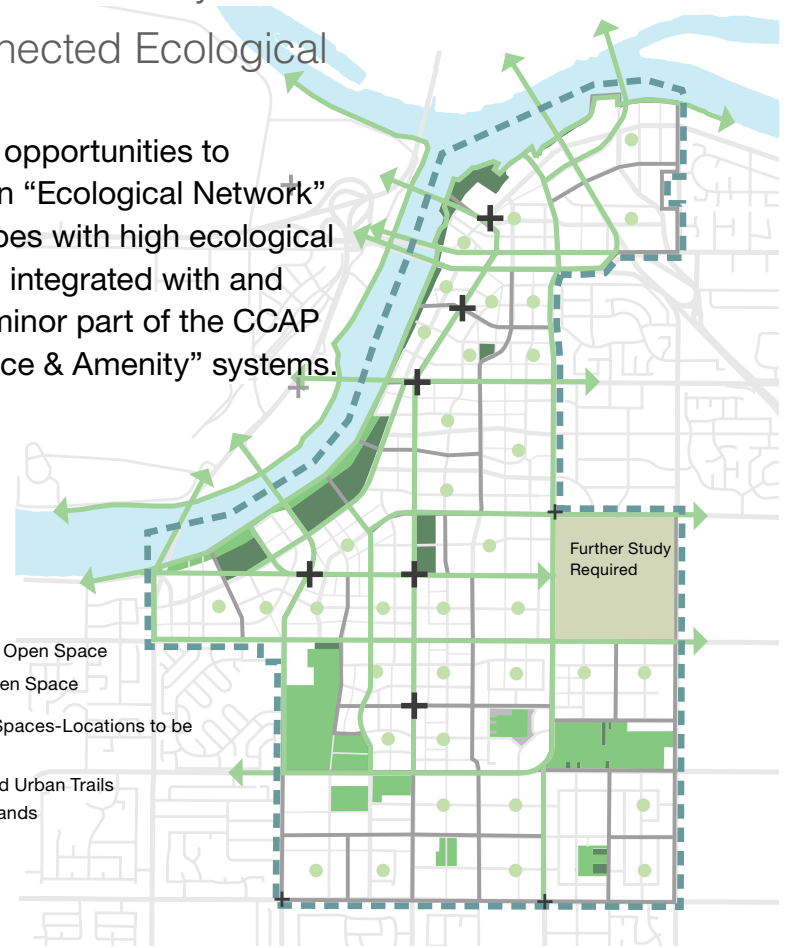 nected Ecological
opportunities to
n “Ecological Network”
pes with high ecological
integrated with and
minor part of the CCAP
ce & Amenity” systems.
Further Study
Required
Open Space
en Space
Spaces-Locations to be
d Urban Trails
ands